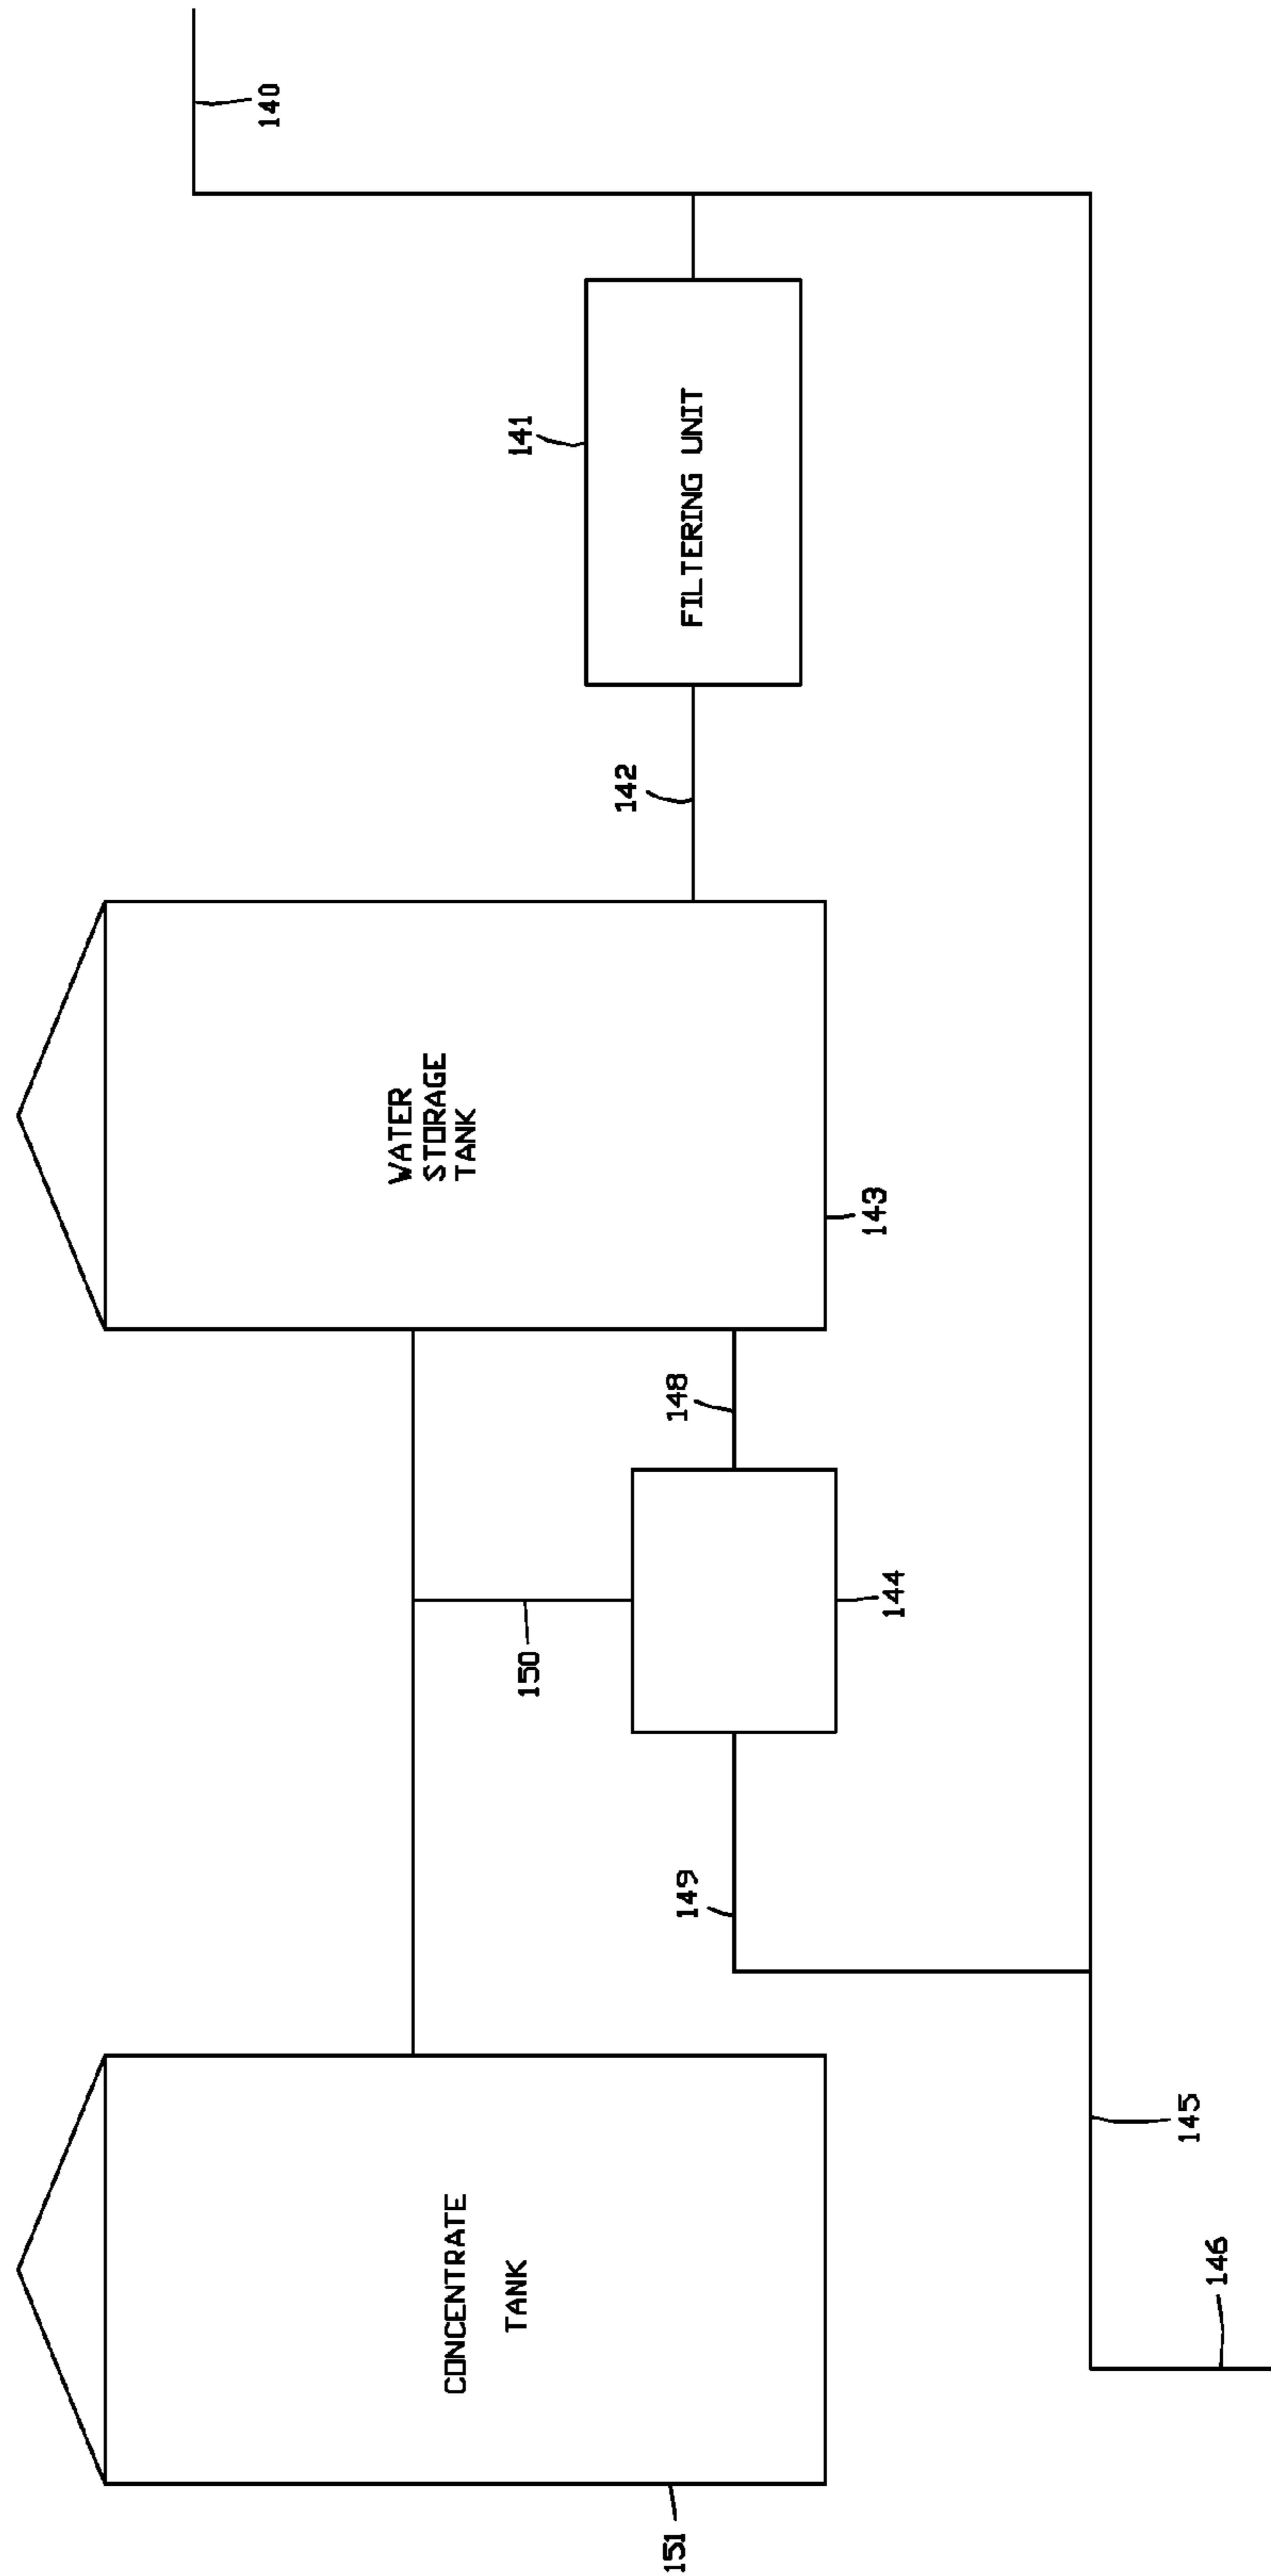 CONCENTRATE
TANK
151
WATER
STORAGE
TANK
143
150
148
144
149
142
141
FILTERING UNIT
140
145
146